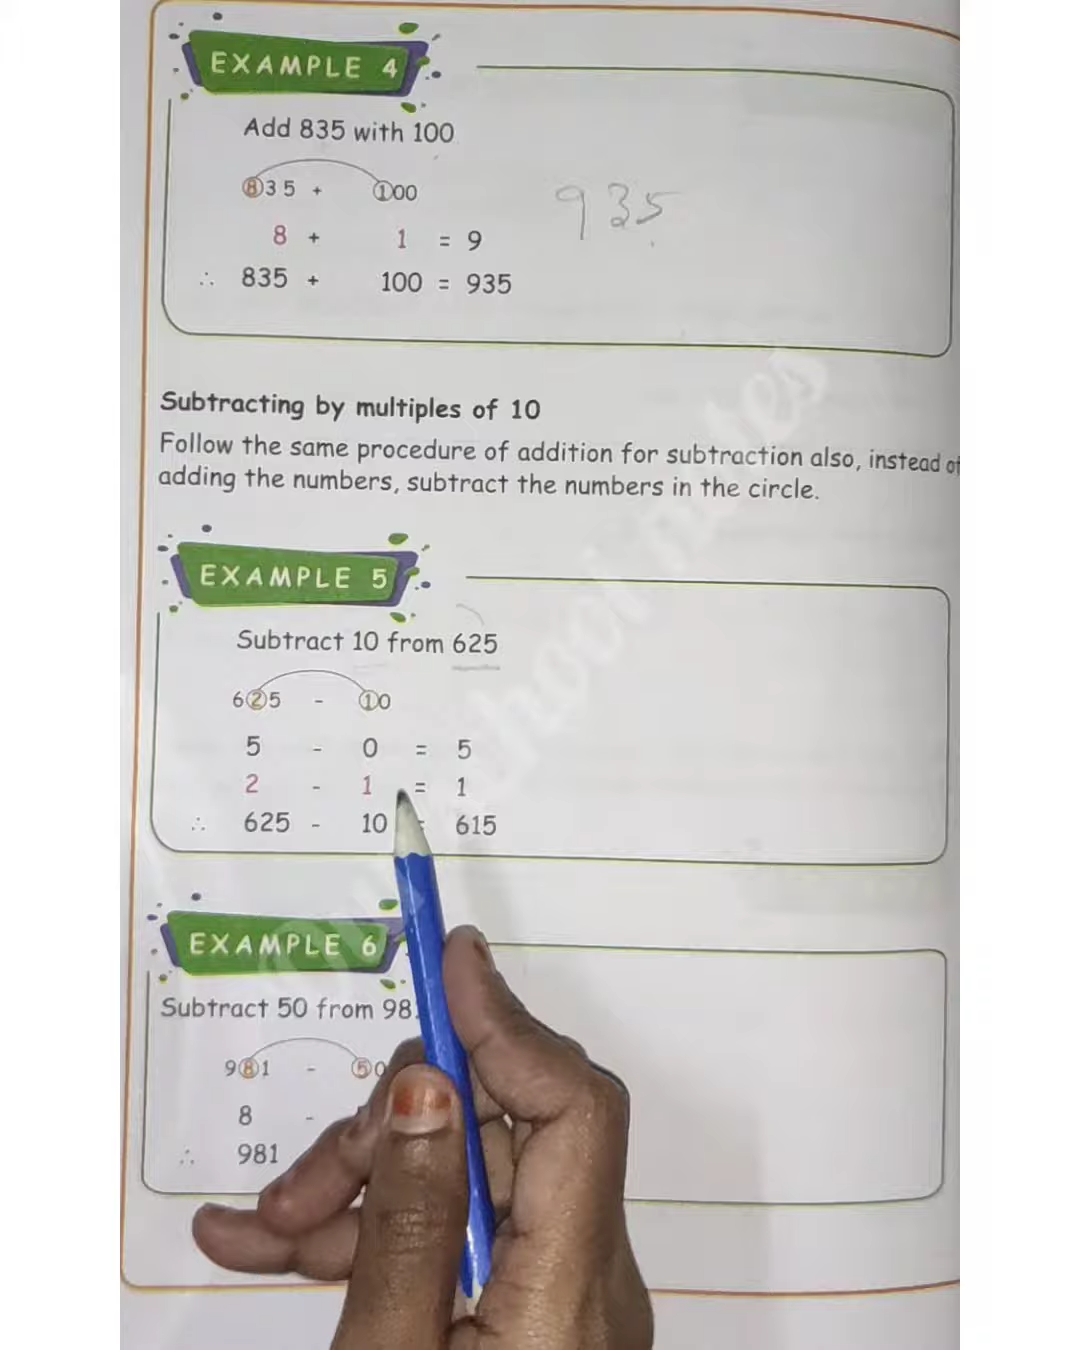 EXAMPLE 4
Add 835 with 100
835 + 100
935
8 + 1 = 9
∴ 835 + 100 = 935
Subtracting by multiples of 10
Follow the same procedure of addition for subtraction also, instead of
adding the numbers, subtract the numbers in the circle.
EXAMPLE 5
Subtract 10 from 625
625 - 10
5 - 0 = 5
2 - 1 = 1
∴ 625 - 10 = 615
EXAMPLE 6
Subtract 50 from 98
981 - 50
8 -
∴ 981